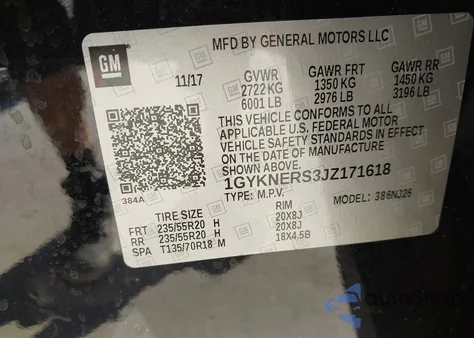 GM
MFD BY GENERAL MOTORS LLC
11/17
GVWR GAWR FRT GAWR RR
2722 KG 1350 KG 1450 KG
6001 LB 2976 LB 3196 LB
THIS VEHICLE CONFORMS TO ALL
APPLICABLE U.S. FEDERAL MOTOR
VEHICLE SAFETY STANDARDS IN EFFECT
ON THE DATE OF MANUFACTURE
SHOWN ABOVE.
384A
1GYKNERS3JZ171618
TYPE: M.P.V. MODEL: 386NJ26
TIRE SIZE RIM
FRT 235/55R20 H 20X8J
RR 235/55R20 H 20X8J
SPA T135/70R18 M 18X4.5B